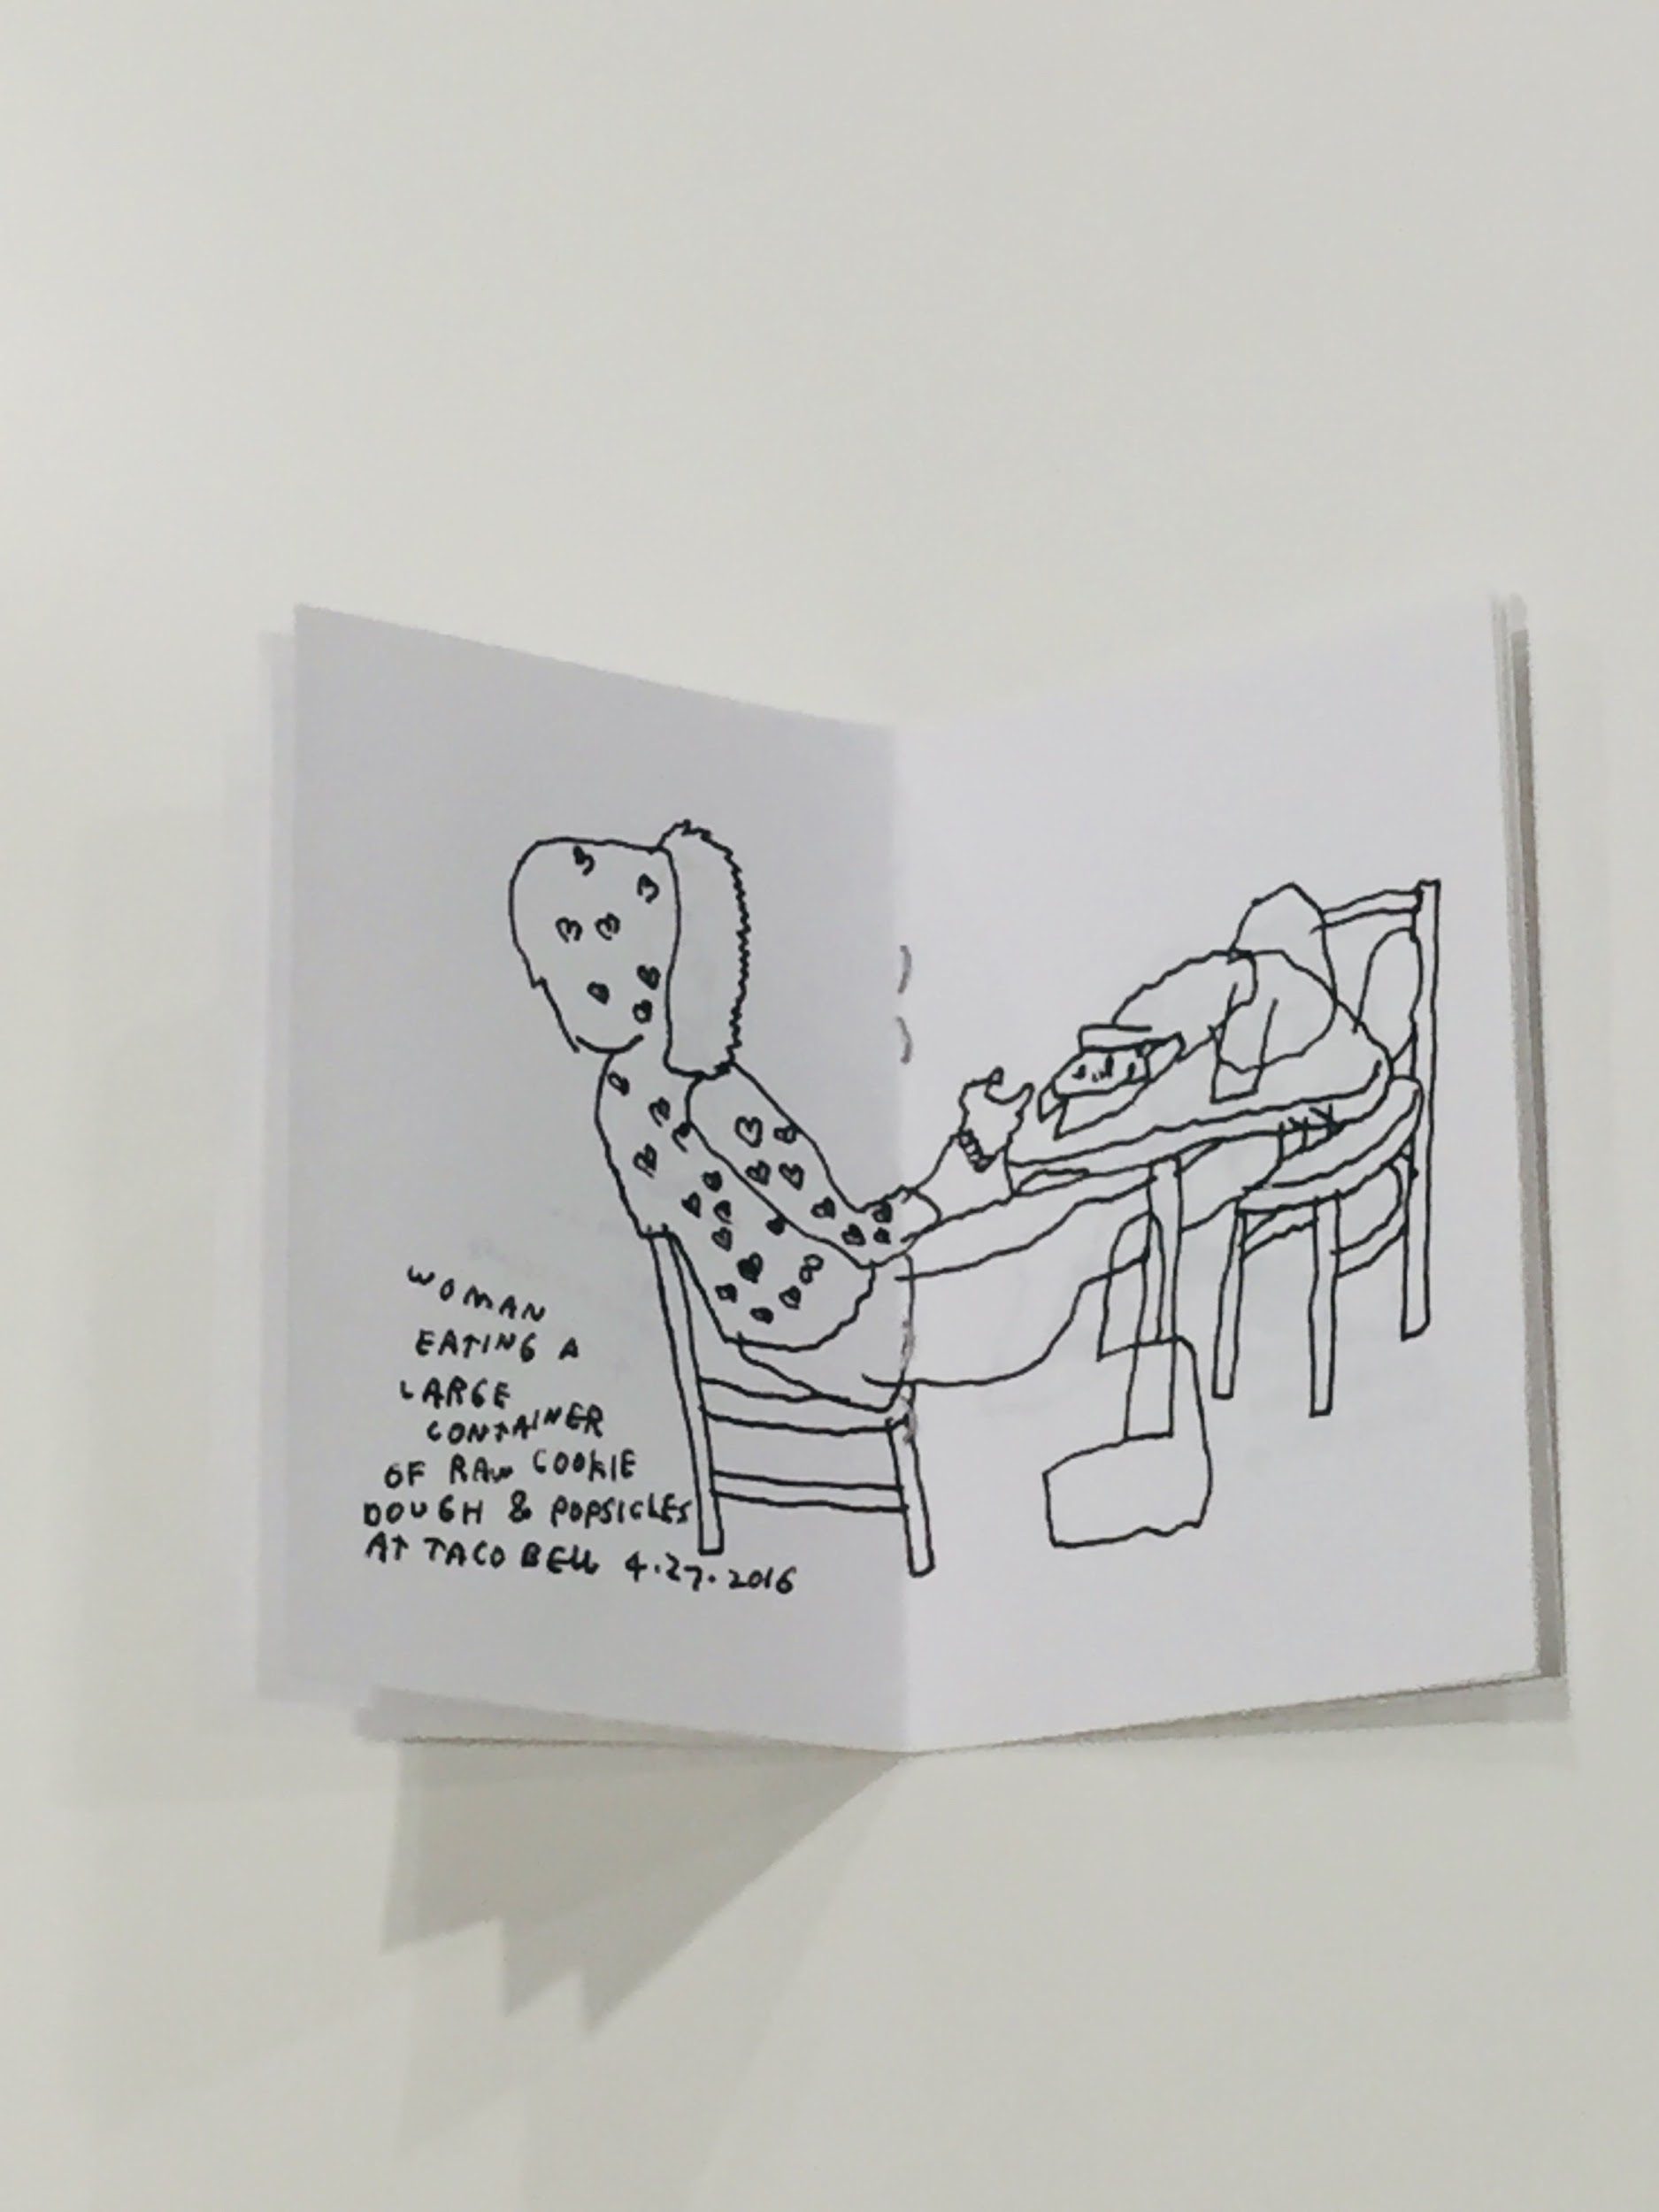 WOMAN
EATING A
LARGE
CONTAINER
OF RAW COOKIE
DOUGH & POPSICLES
AT TACO BELL 4.27.2016